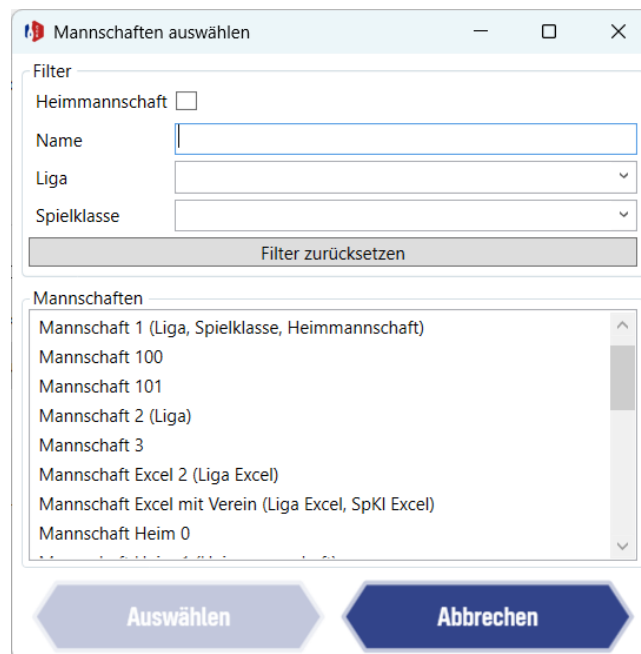 Mannschaften auswählen
Filter
Heimmannschaft
Name
Liga
Spielklasse
Filter zurücksetzen
Mannschaften
Mannschaft 1 (Liga, Spielklasse, Heimmannschaft)
Mannschaft 100
Mannschaft 101
Mannschaft 2 (Liga)
Mannschaft 3
Mannschaft Excel 2 (Liga Excel)
Mannschaft Excel mit Verein (Liga Excel, SpKl Excel)
Mannschaft Heim 0
Auswählen Abbrechen